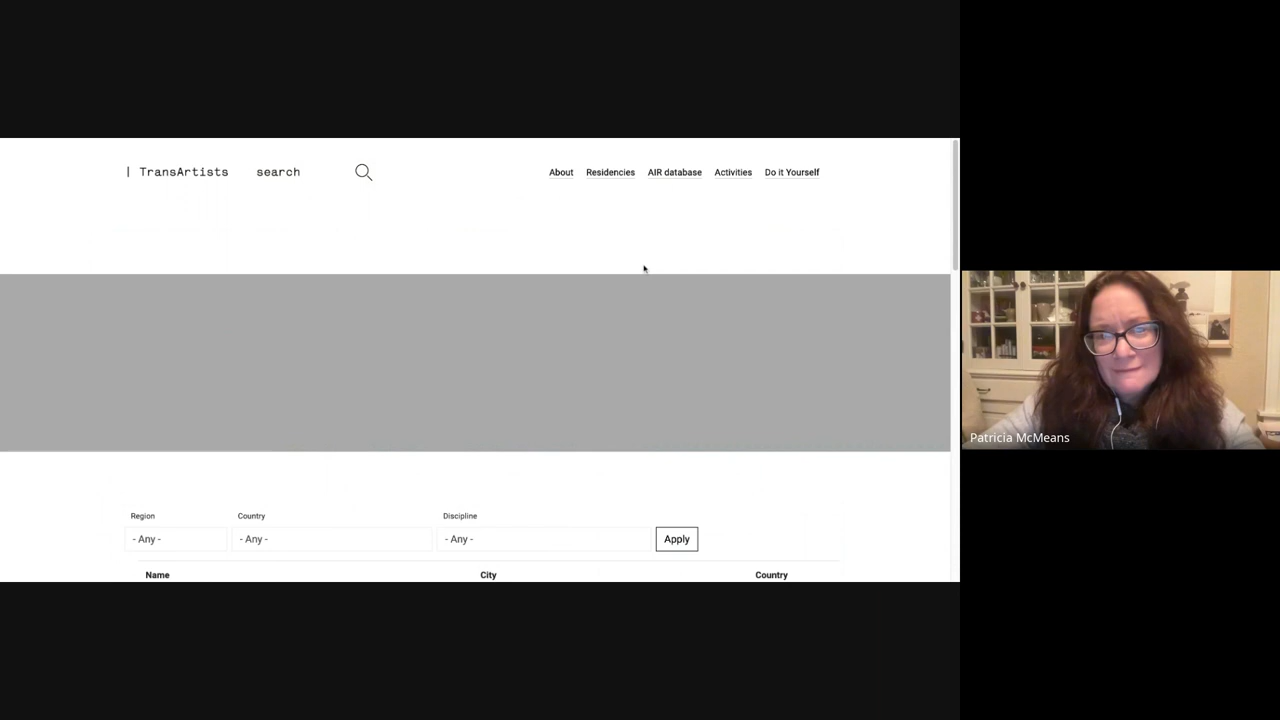 | TransArtists search
About Residencies AIR database Activities Do it Yourself
Region Country Discipline
- Any - - Any - - Any - Apply
Name City Country
Patricia McMeans